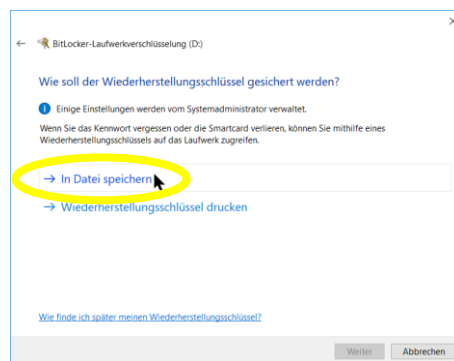 BitLocker-Laufwerkverschlüsselung (D:)
Wie soll der Wiederherstellungsschlüssel gesichert werden?
Einige Einstellungen werden vom Systemadministrator verwaltet.
Wenn Sie das Kennwort vergessen oder die Smartcard verlieren, können Sie mithilfe eines
Wiederherstellungsschlüssels auf das Laufwerk zugreifen.
In Datei speichern
Wiederherstellungsschlüssel drucken
Wie finde ich später meinen Wiederherstellungsschlüssel?
Weiter Abbrechen